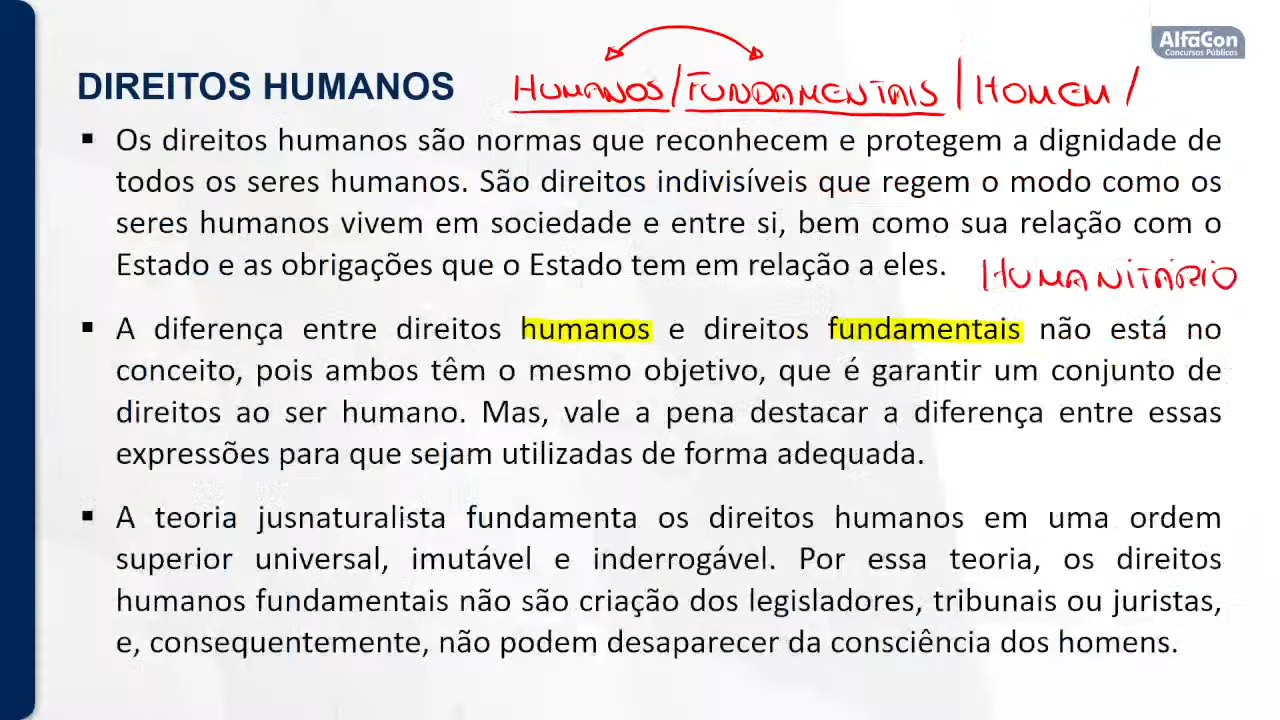 AlfaCon
Concursos Públicos
DIREITOS HUMANOS HUMANOS / FUNDAMENTAIS / HOMEM /
▪ Os direitos humanos são normas que reconhecem e protegem a dignidade de
todos os seres humanos. São direitos indivisíveis que regem o modo como os
seres humanos vivem em sociedade e entre si, bem como sua relação com o
Estado e as obrigações que o Estado tem em relação a eles.
HUMANITÁRIO
▪ A diferença entre direitos humanos e direitos fundamentais não está no
conceito, pois ambos têm o mesmo objetivo, que é garantir um conjunto de
direitos ao ser humano. Mas, vale a pena destacar a diferença entre essas
expressões para que sejam utilizadas de forma adequada.
▪ A teoria jusnaturalista fundamenta os direitos humanos em uma ordem
superior universal, imutável e inderrogável. Por essa teoria, os direitos
humanos fundamentais não são criação dos legisladores, tribunais ou juristas,
e, consequentemente, não podem desaparecer da consciência dos homens.